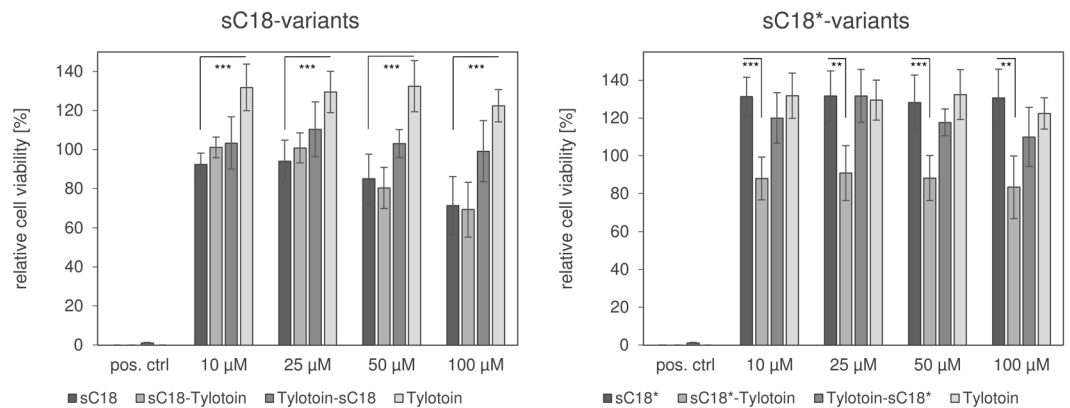 sC18-variants
relative cell viability [%]
140
120
100
80
60
40
20
0
***
***
***
***
pos. ctrl
10 µM
25 µM
50 µM
100 µM
sC18
sC18-Tylotoin
Tylotoin-sC18
Tylotoin
sC18*-variants
relative cell viability [%]
140
120
100
80
60
40
20
0
***
**
***
**
pos. ctrl
10 µM
25 µM
50 µM
100 µM
sC18*
sC18*-Tylotoin
Tylotoin-sC18*
Tylotoin